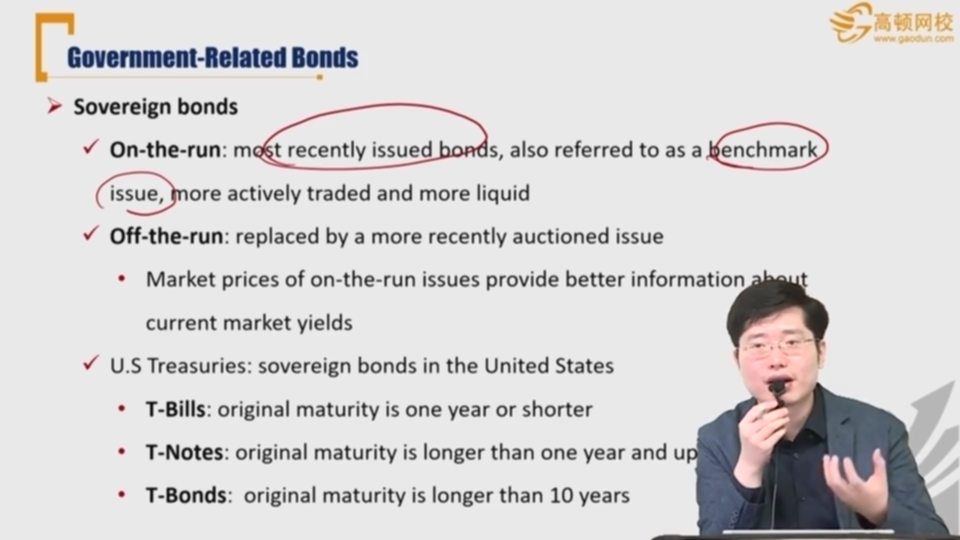 高顿网校
www.gaodun.com
Government-Related Bonds
Sovereign bonds
On-the-run: most recently issued bonds, also referred to as a benchmark
issue, more actively traded and more liquid
Off-the-run: replaced by a more recently auctioned issue
Market prices of on-the-run issues provide better information about
current market yields
U.S Treasuries: sovereign bonds in the United States
T-Bills: original maturity is one year or shorter
T-Notes: original maturity is longer than one year and up
T-Bonds: original maturity is longer than 10 years